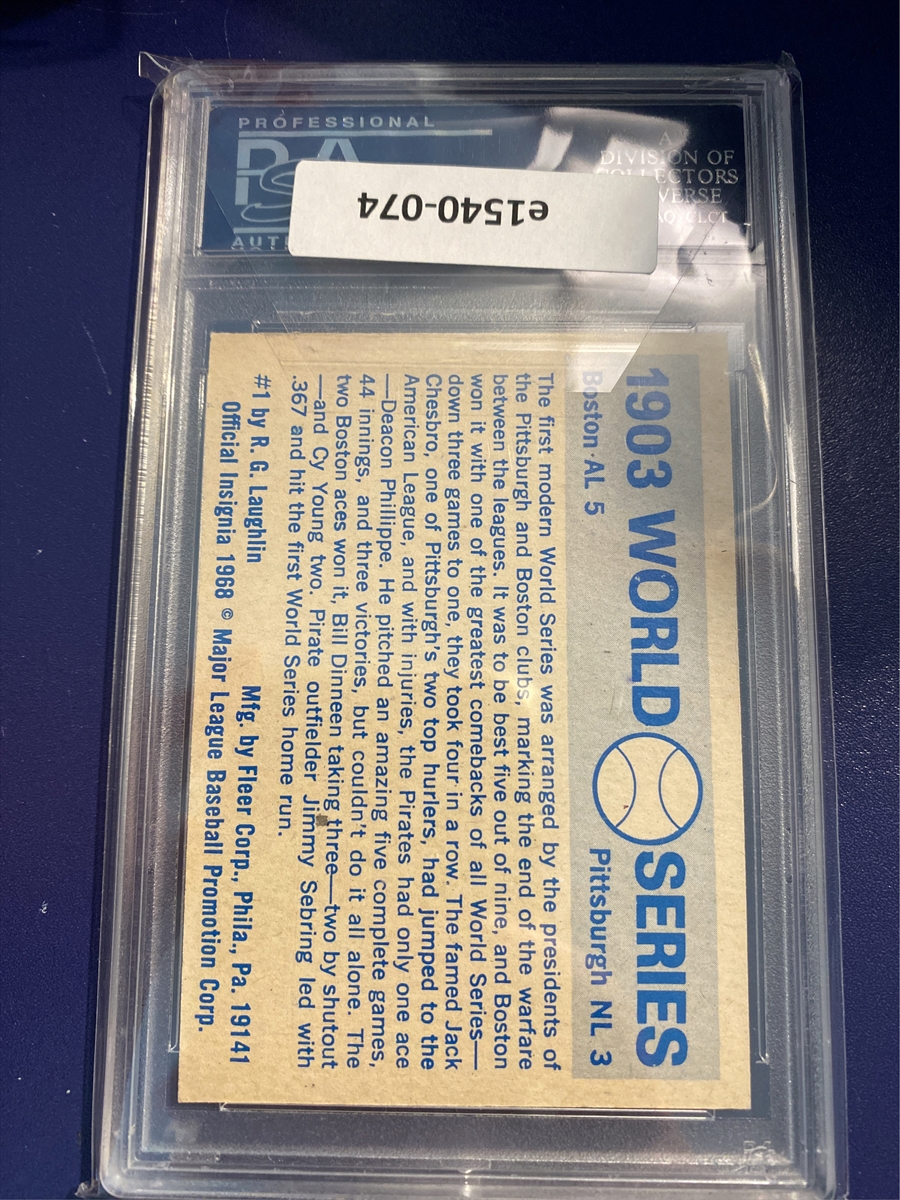 PROFESSIONAL
PSA
AUT
A
DIVISION OF
COLLECTORS
VERSE
CLCT
e1540-074
1903 WORLD SERIES
Boston AL 5 Pittsburgh NL 3
The first modern World Series was arranged by the presidents of
the Pittsburgh and Boston clubs, marking the end of the warfare
between the leagues. It was to be best five out of nine, and Boston
won it with one of the greatest comebacks of all World Series—
down three games to one, they took four in a row. The famed Jack
Chesbro, one of Pittsburgh's two top hurlers, had jumped to the
American League, and with injuries, the Pirates had only one ace
—Deacon Phillippe. He pitched an amazing five complete games,
44 innings, and three victories, but couldn't do it all alone. The
two Boston aces won it, Bill Dinneen taking three—two by shutout
—and Cy Young two. Pirate outfielder Jimmy Sebring led with
.367 and hit the first World Series home run.
#1 by R. G. Laughlin Mfg. by Fleer Corp., Phila., Pa. 19141
Official Insignia 1968 © Major League Baseball Promotion Corp.